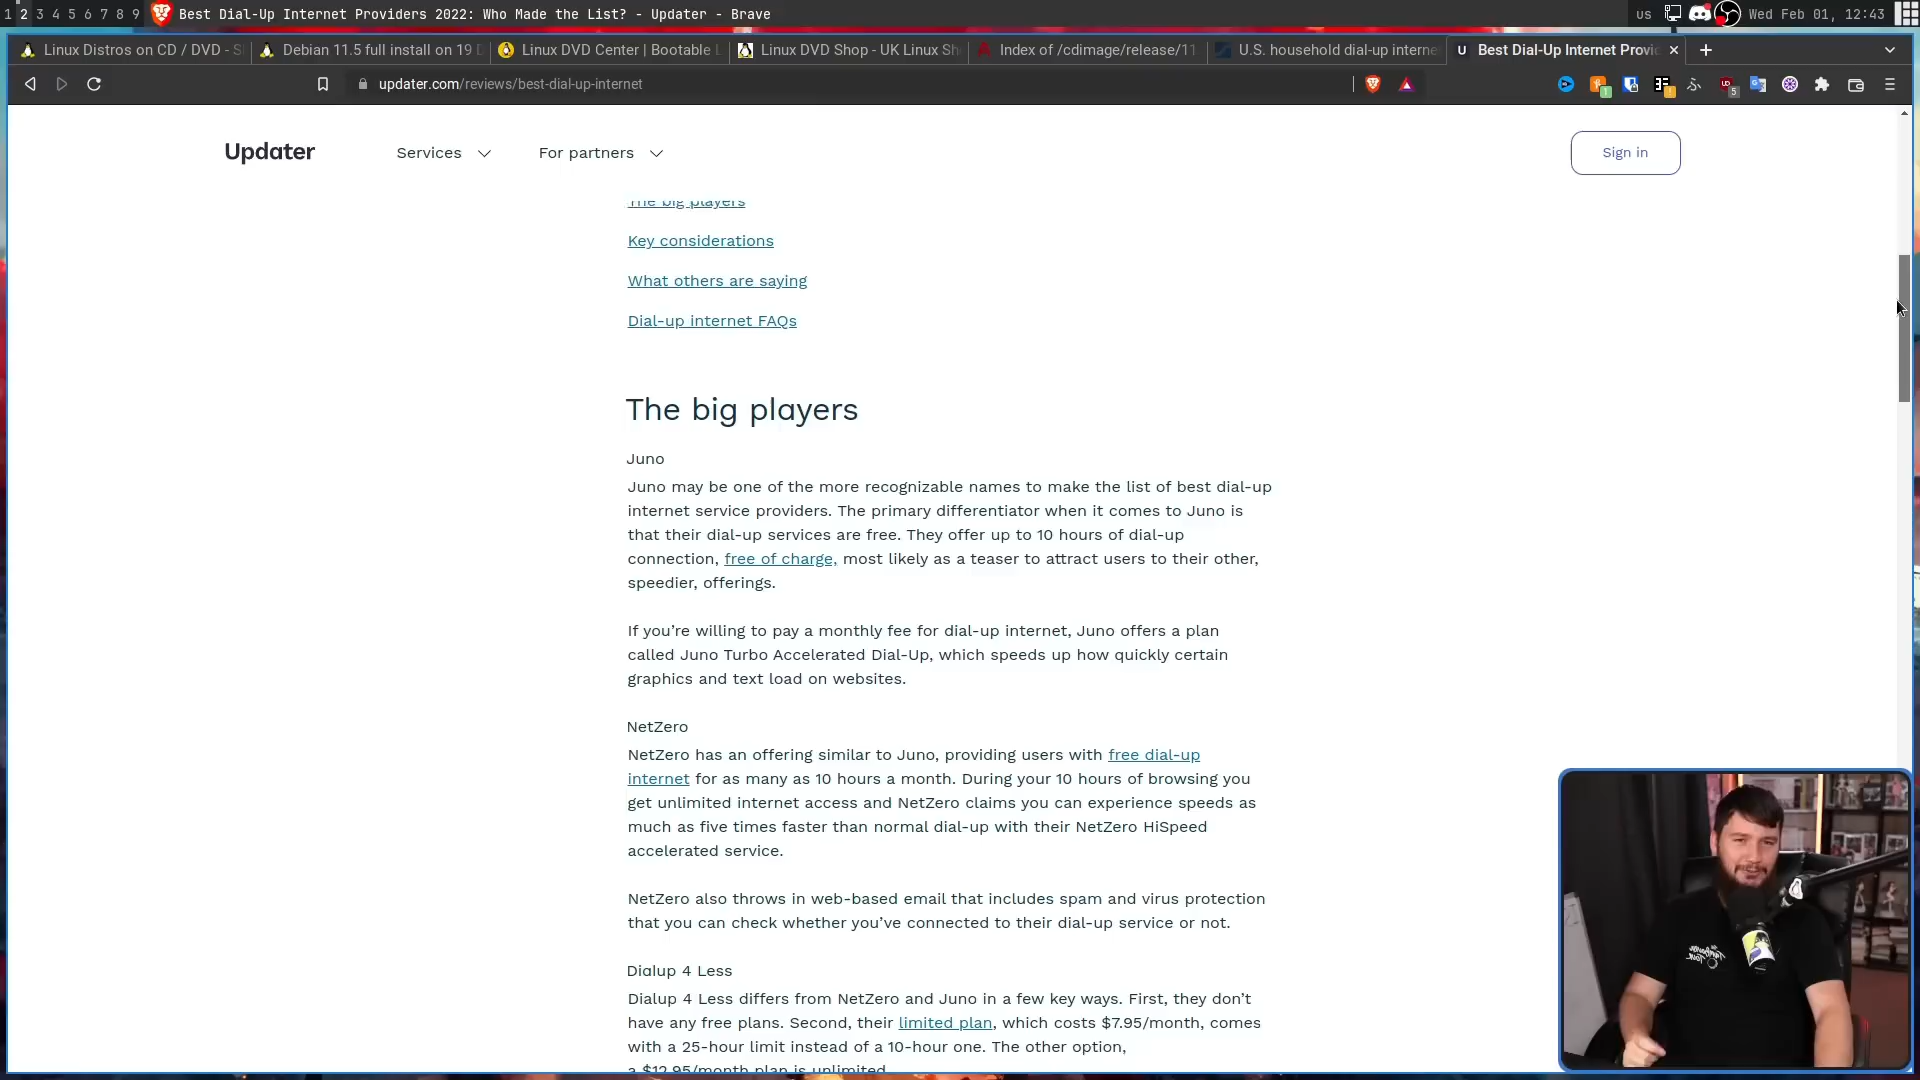 1 2 3 4 5 6 7 8 9 Best Dial-Up Internet Providers 2022: Who Made the List? - Updater - Brave us Wed Feb 01, 12:43
Linux Distros on CD / DVD - S Debian 11.5 full install on 19 D Linux DVD Center | Bootable L Linux DVD Shop - UK Linux Sh Index of /cdimage/release/11 U.S. household dial-up interne U Best Dial-Up Internet Provi
updater.com/reviews/best-dial-up-internet
Updater Services For partners Sign in
The big players
Key considerations
What others are saying
Dial-up internet FAQs
The big players
Juno
Juno may be one of the more recognizable names to make the list of best dial-up
internet service providers. The primary differentiator when it comes to Juno is
that their dial-up services are free. They offer up to 10 hours of dial-up
connection, free of charge, most likely as a teaser to attract users to their other,
speedier, offerings.
If you’re willing to pay a monthly fee for dial-up internet, Juno offers a plan
called Juno Turbo Accelerated Dial-Up, which speeds up how quickly certain
graphics and text load on websites.
NetZero
NetZero has an offering similar to Juno, providing users with free dial-up
internet for as many as 10 hours a month. During your 10 hours of browsing you
get unlimited internet access and NetZero claims you can experience speeds as
much as five times faster than normal dial-up with their NetZero HiSpeed
accelerated service.
NetZero also throws in web-based email that includes spam and virus protection
that you can check whether you’ve connected to their dial-up service or not.
Dialup 4 Less
Dialup 4 Less differs from NetZero and Juno in a few key ways. First, they don’t
have any free plans. Second, their limited plan, which costs $7.95/month, comes
with a 25-hour limit instead of a 10-hour one. The other option,
a $12.95/month plan is unlimited